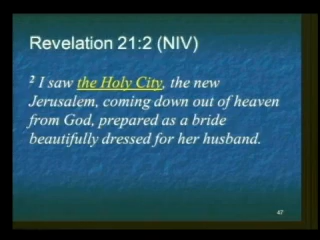 Revelation 21:2 (NIV)
2 I saw the Holy City, the new
Jerusalem, coming down out of heaven
from God, prepared as a bride
beautifully dressed for her husband.
47